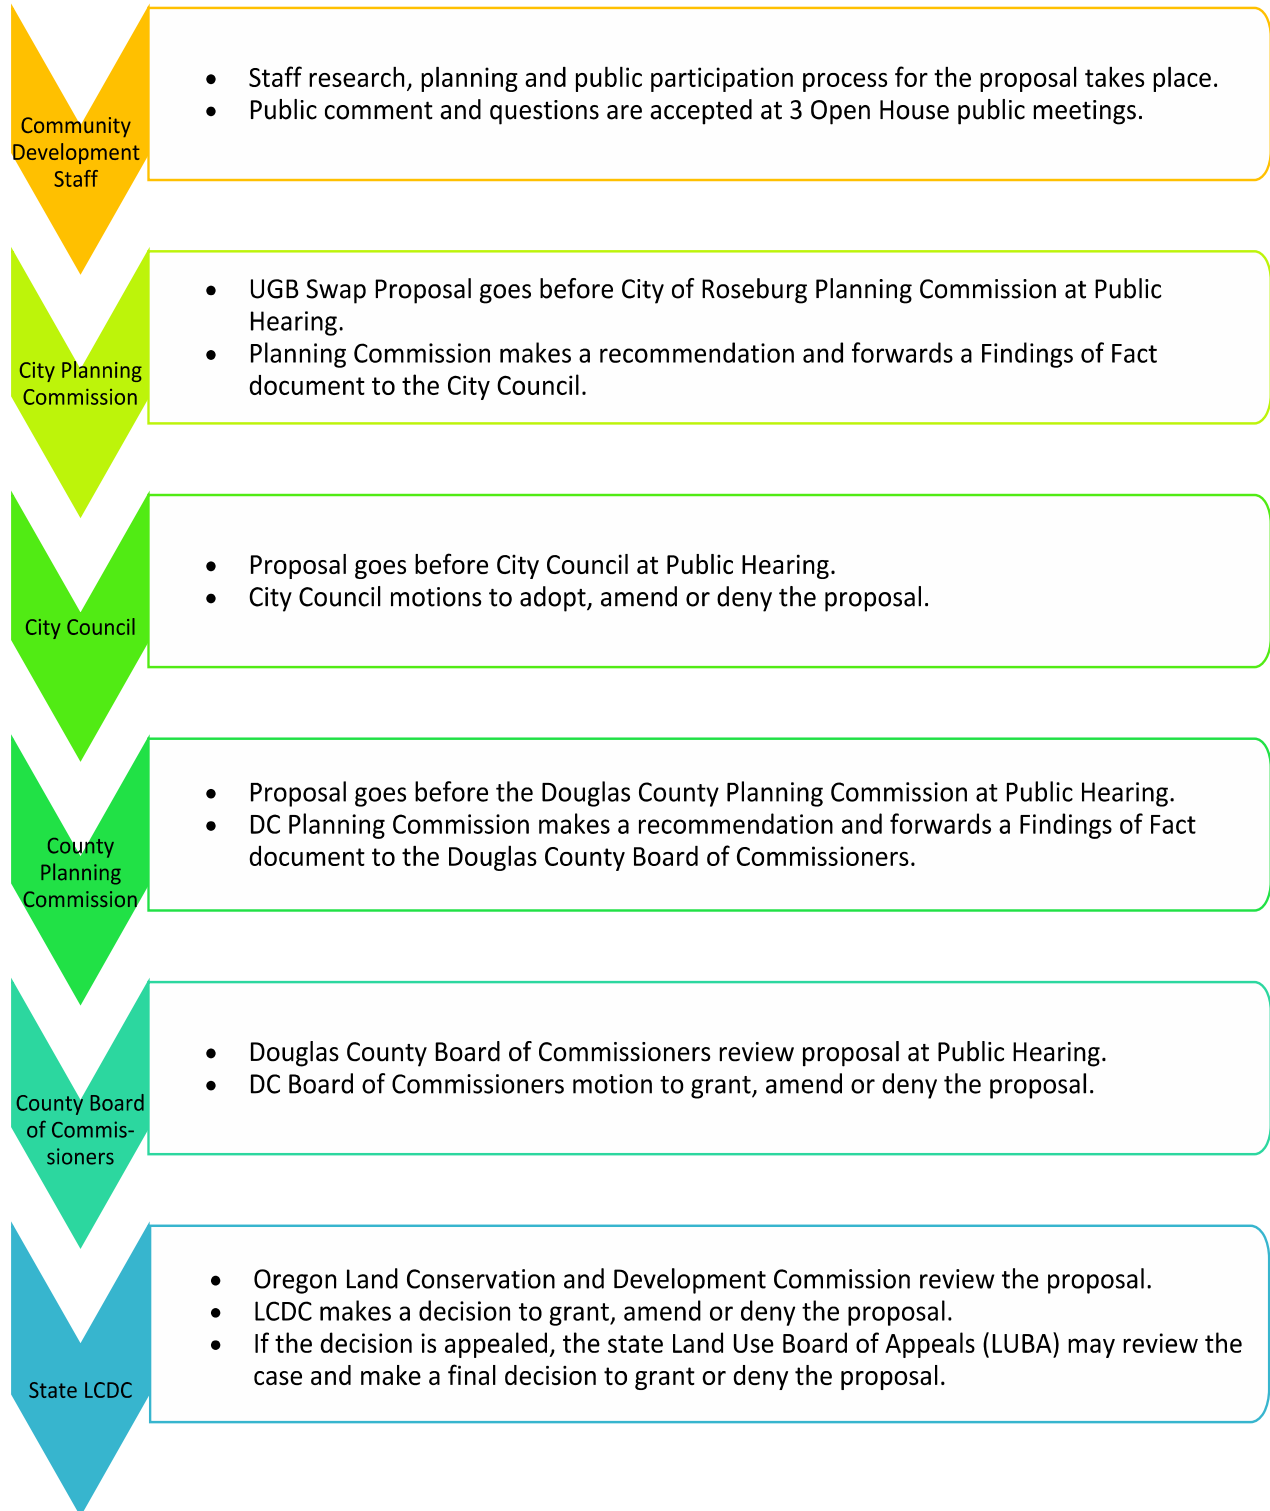 Community
Development
Staff
• Staff research, planning and public participation process for the proposal takes place.
• Public comment and questions are accepted at 3 Open House public meetings.
City Planning
Commission
• UGB Swap Proposal goes before City of Roseburg Planning Commission at Public
Hearing.
• Planning Commission makes a recommendation and forwards a Findings of Fact
document to the City Council.
City Council
• Proposal goes before City Council at Public Hearing.
• City Council motions to adopt, amend or deny the proposal.
County
Planning
Commission
• Proposal goes before the Douglas County Planning Commission at Public Hearing.
• DC Planning Commission makes a recommendation and forwards a Findings of Fact
document to the Douglas County Board of Commissioners.
County Board
of Commis-
sioners
• Douglas County Board of Commissioners review proposal at Public Hearing.
• DC Board of Commissioners motion to grant, amend or deny the proposal.
State LCDC
• Oregon Land Conservation and Development Commission review the proposal.
• LCDC makes a decision to grant, amend or deny the proposal.
• If the decision is appealed, the state Land Use Board of Appeals (LUBA) may review the
case and make a final decision to grant or deny the proposal.